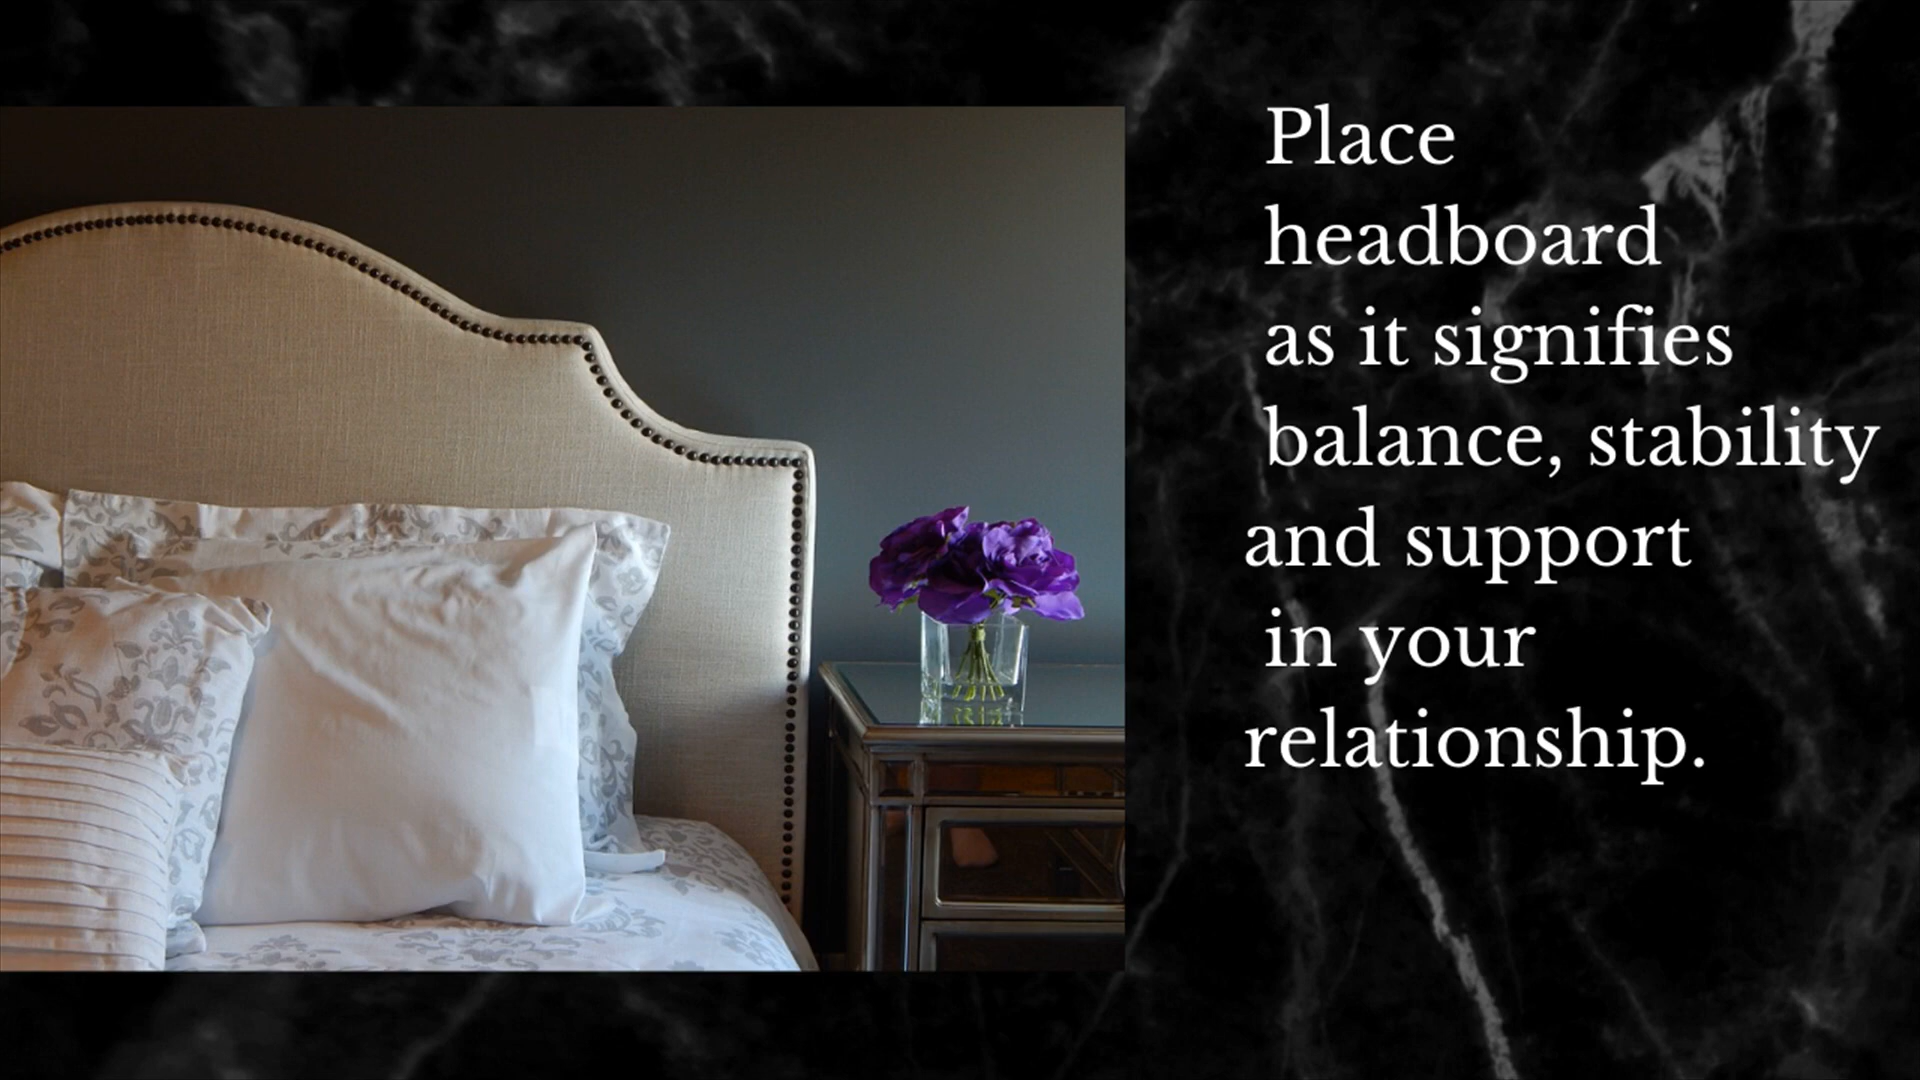 Place
headboard
as it signifies
balance, stability
and support
in your
relationship.